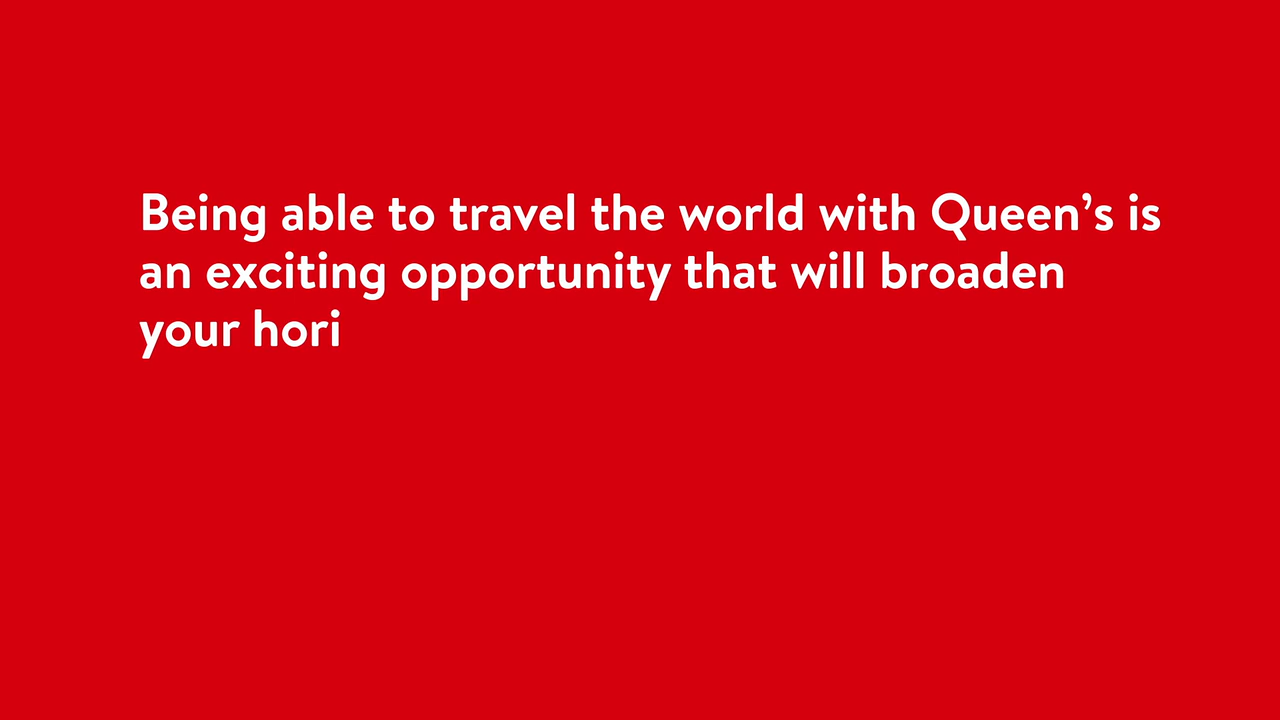 Being able to travel the world with Queen’s is
an exciting opportunity that will broaden
your hori